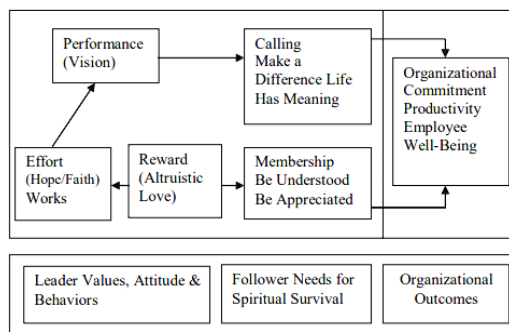 Performance
(Vision)
Calling
Make a
Difference Life
Has Meaning
Organizational
Commitment
Productivity
Employee
Well-Being
Effort
(Hope/Faith)
Works
Reward
(Altruistic
Love)
Membership
Be Understood
Be Appreciated
Leader Values, Attitude &
Behaviors
Follower Needs for
Spiritual Survival
Organizational
Outcomes